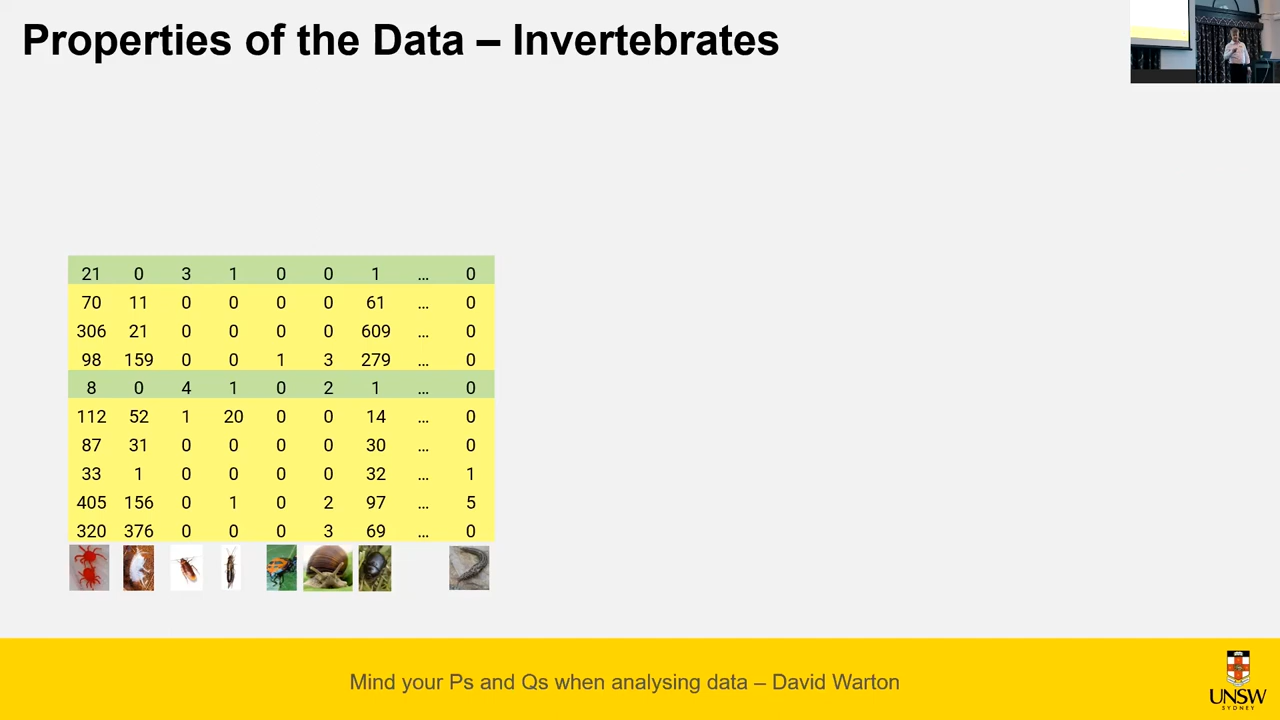 Properties of the Data – Invertebrates
21 0 3 1 0 0 1 ... 0
70 11 0 0 0 0 61 ... 0
306 21 0 0 0 0 609 ... 0
98 159 0 0 1 3 279 ... 0
8 0 4 1 0 2 1 ... 0
112 52 1 20 0 0 14 ... 0
87 31 0 0 0 0 30 ... 0
33 1 0 0 0 0 32 ... 1
405 156 0 1 0 2 97 ... 5
320 376 0 0 0 3 69 ... 0
Mind your Ps and Qs when analysing data – David Warton
UNSW
SYDNEY